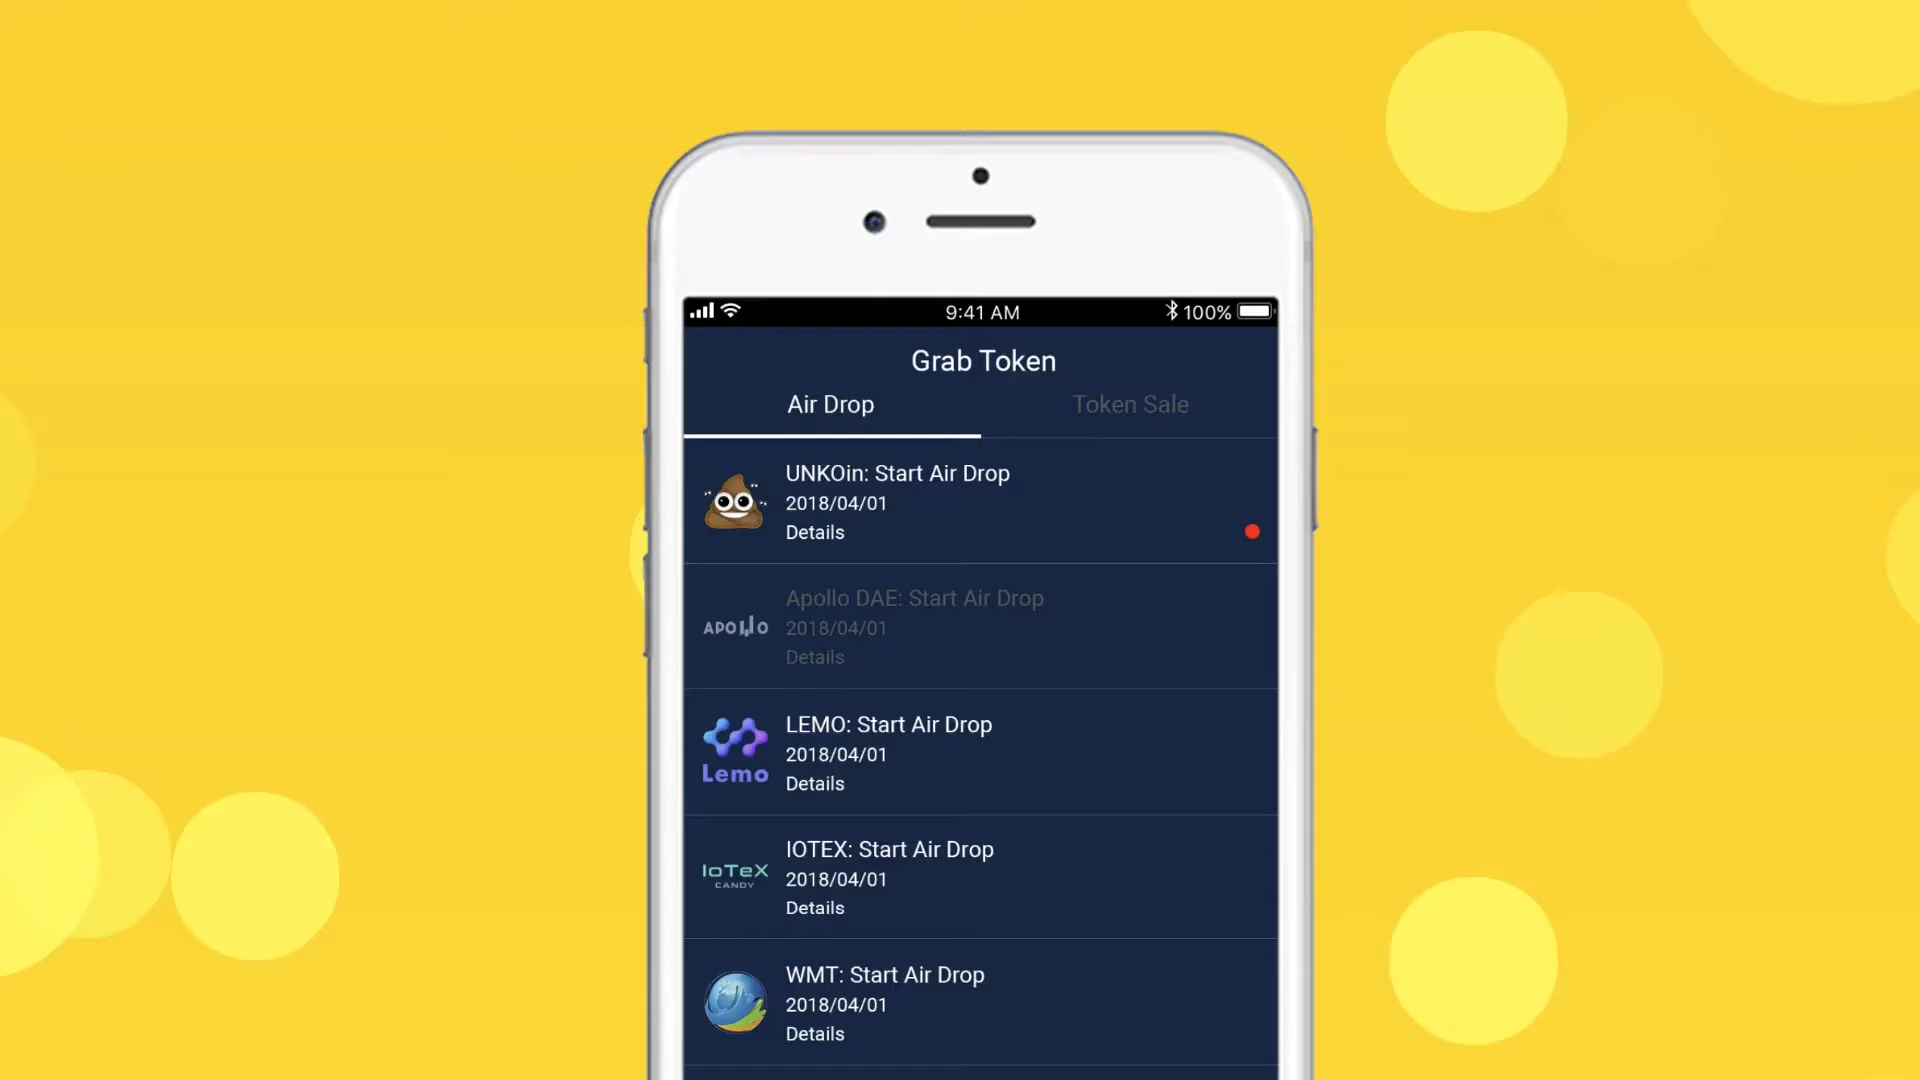 9:41 AM
100%
Grab Token
Air Drop
Token Sale
UNKOin: Start Air Drop
2018/04/01
Details
APOLLO
Apollo DAE: Start Air Drop
2018/04/01
Details
Lemo
LEMO: Start Air Drop
2018/04/01
Details
IoTeX
CANDY
IOTEX: Start Air Drop
2018/04/01
Details
WMT: Start Air Drop
2018/04/01
Details